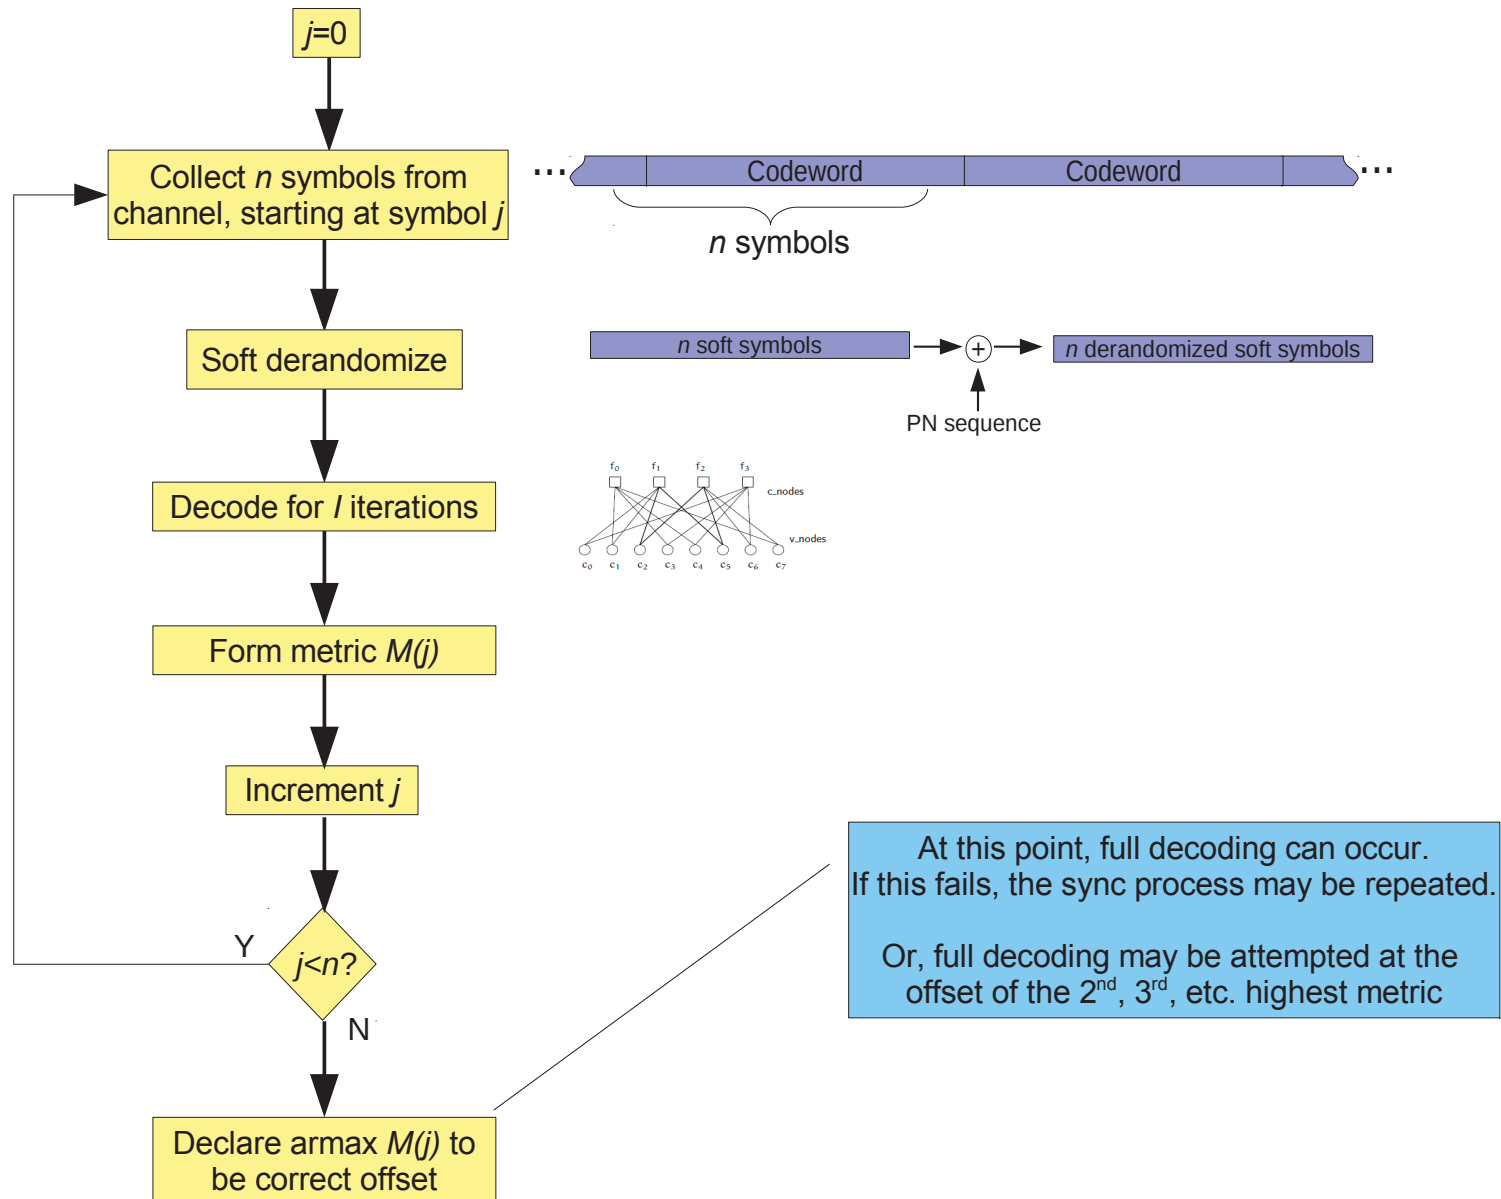 j=0
Collect n symbols from
channel, starting at symbol j
... Codeword Codeword ...
n symbols
Soft derandomize
n soft symbols + n derandomized soft symbols
PN sequence
Decode for I iterations
f0 f1 f2 f3
c_nodes
v_nodes
c0 c1 c2 c3 c4 c5 c6 c7
Form metric M(j)
Increment j
j<n?
Y
N
Declare armax M(j) to
be correct offset
At this point, full decoding can occur.
If this fails, the sync process may be repeated.
Or, full decoding may be attempted at the
offset of the 2nd, 3rd, etc. highest metric